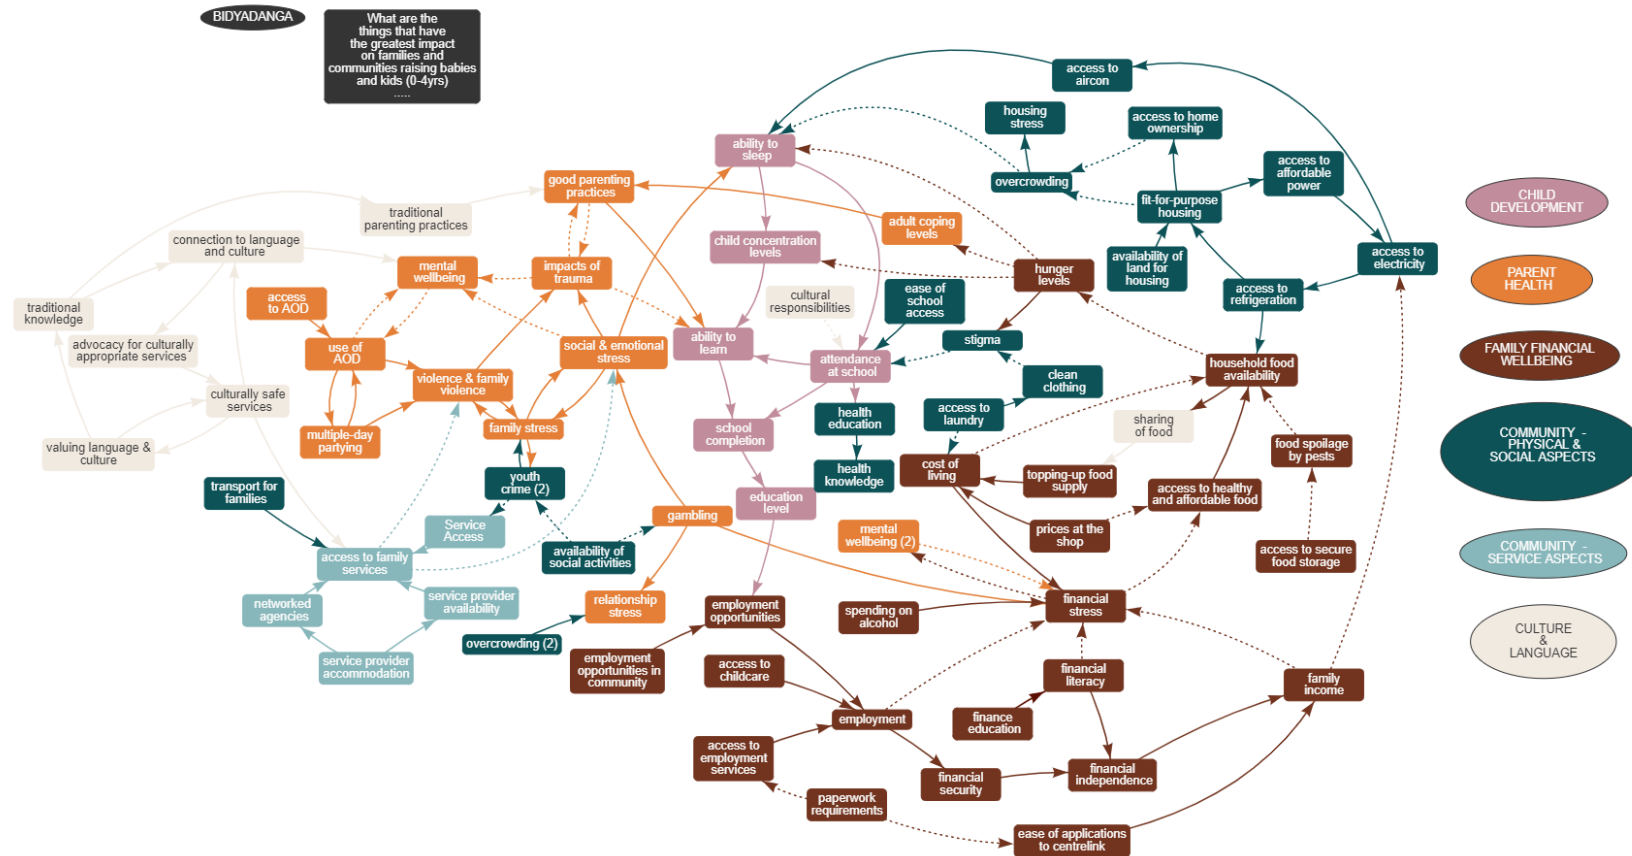 BIDYADANGA
What are the
things that have
the greatest impact
on families and
communities raising babies
and kids (0-4yrs)
.....
access to
aircon
housing
stress
access to home
ownership
ability to
sleep
access to
affordable
power
overcrowding
good parenting
practices
fit-for-purpose
housing
CHILD
DEVELOPMENT
traditional
parenting practices
adult coping
levels
connection to language
and culture
child concentration
levels
availability of
land for
housing
access to
electricity
mental
wellbeing
impacts of
trauma
hunger
levels
PARENT
HEALTH
access
to AOD
cultural
responsibilities
ease of
school
access
access to
refrigeration
traditional
knowledge
advocacy for culturally
appropriate services
use of
AOD
social & emotional
stress
ability to
learn
stigma
attendance
at school
household food
availability
FAMILY FINANCIAL
WELLBEING
violence & family
violence
clean
clothing
culturally safe
services
access to
laundry
health
education
sharing
of food
multiple-day
partying
family stress
school
completion
valuing language &
culture
food spoilage
by pests
COMMUNITY -
PHYSICAL &
SOCIAL ASPECTS
cost of
living
topping-up food
supply
health
knowledge
youth
crime (2)
transport for
families
access to healthy
and affordable food
education
level
gambling
Service
Access
mental
wellbeing (2)
prices at the
shop
availability of
social activities
access to family
services
access to secure
food storage
COMMUNITY -
SERVICE ASPECTS
networked
agencies
service provider
availability
relationship
stress
employment
opportunities
spending on
alcohol
financial
stress
overcrowding (2)
CULTURE
&
LANGUAGE
service provider
accommodation
employment
opportunities in
community
access to
childcare
financial
literacy
family
income
employment
finance
education
access to
employment
services
financial
security
financial
independence
paperwork
requirements
ease of applications
to centrelink